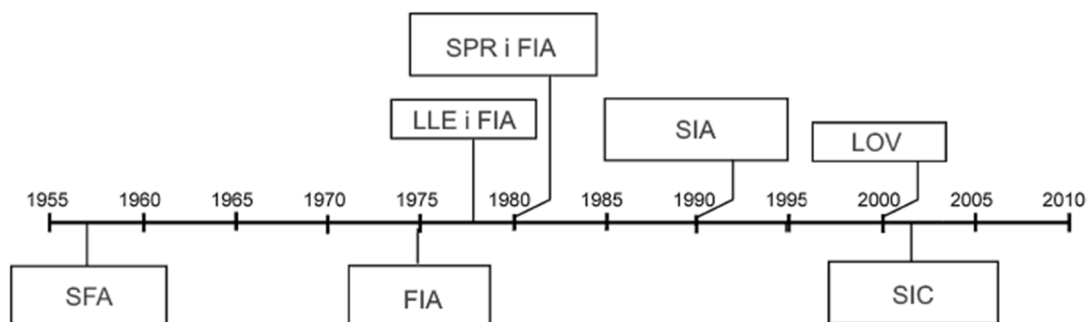 SPR i FIA
LLE i FIA
SIA
LOV
1955 1960 1965 1970 1975 1980 1985 1990 1995 2000 2005 2010
SFA
FIA
SIC